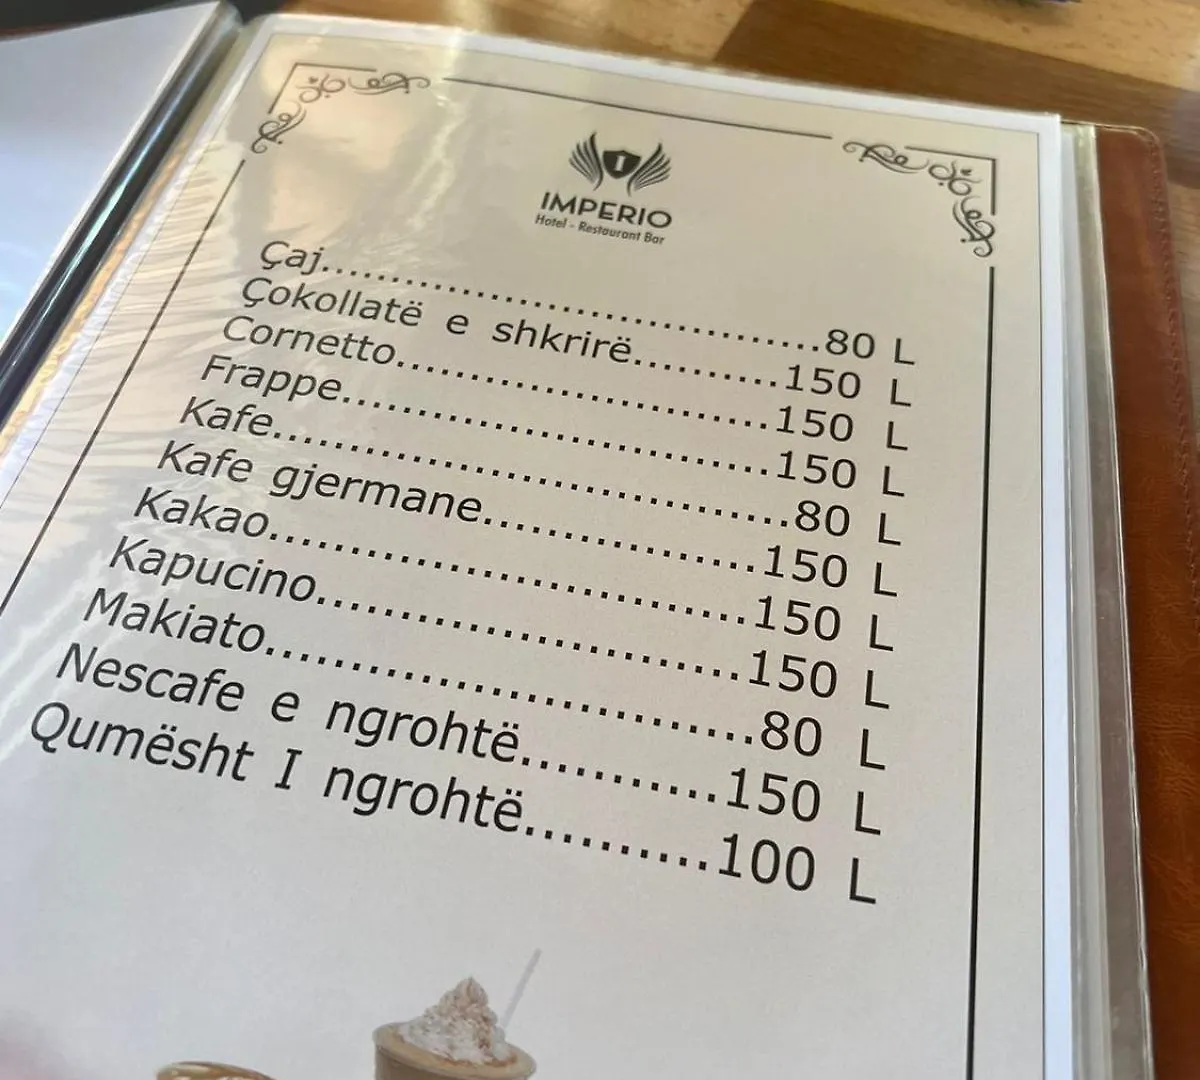 I
IMPERIO
Hotel - Restaurant Bar
Çaj..............................80 L
Çokollatë e shkrirë..........150 L
Cornetto........................150 L
Frappe...........................150 L
Kafe................................80 L
Kafe gjermane................150 L
Kakao.............................150 L
Kapucino........................150 L
Makiato............................80 L
Nescafe e ngrohtë...........150 L
Qumësht I ngrohtë..........100 L